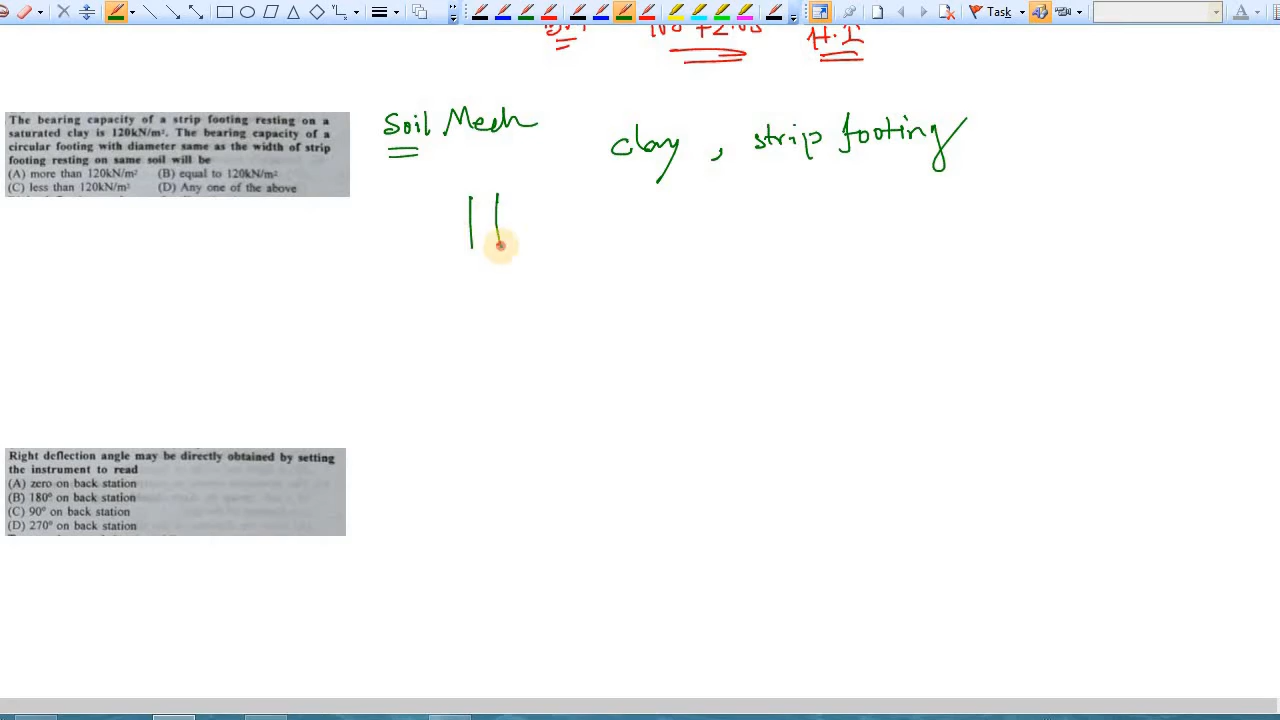 Task
A
H.I
The bearing capacity of a strip footing resting on a
saturated clay is 120kN/m². The bearing capacity of a
circular footing with diameter same as the width of strip
footing resting on same soil will be
(A) more than 120kN/m² (B) equal to 120kN/m²
(C) less than 120kN/m² (D) Any one of the above
Soil Mech
clay , strip footing
Right deflection angle may be directly obtained by setting
the instrument to read
(A) zero on back station
(B) 180° on back station
(C) 90° on back station
(D) 270° on back station